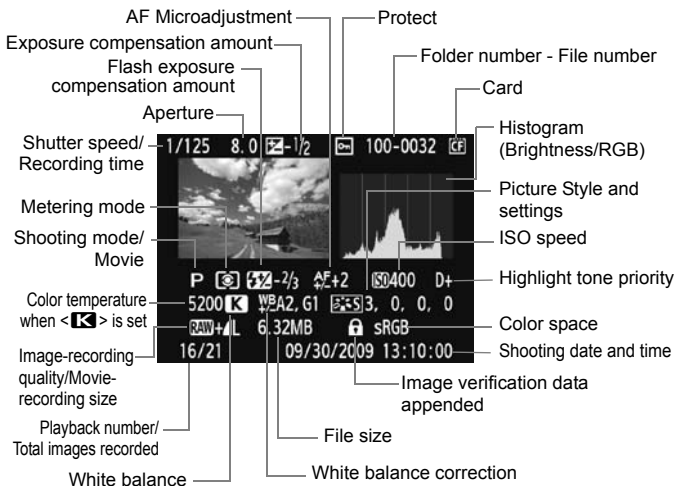 AF Microadjustment
Protect
Exposure compensation amount
Folder number - File number
Flash exposure
compensation amount
Card
Aperture
Histogram
(Brightness/RGB)
Shutter speed/
Recording time
1/125 8.0 -1/2 100-0032 CF
Picture Style and
settings
Metering mode
ISO speed
Shooting mode/
Movie
P -2/3 AF+2 ISO400 D+
Highlight tone priority
Color temperature
when <K> is set
5200 K WB A2, G1 S 3, 0, 0, 0
RAW+L 6.32MB sRGB
Color space
Image-recording
quality/Movie-
recording size
16/21 09/30/2009 13:10:00
Shooting date and time
Image verification data
appended
Playback number/
Total images recorded
File size
White balance
White balance correction